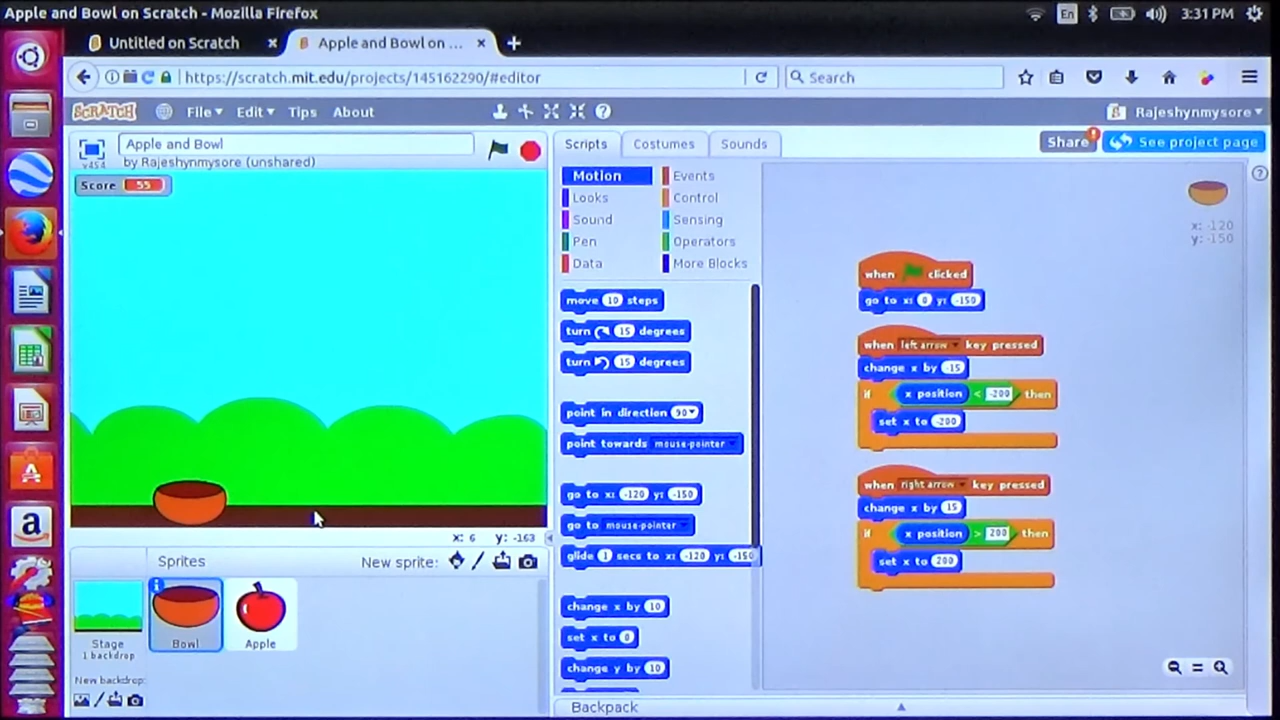 Apple and Bowl on Scratch - Mozilla Firefox
En
3:31 PM
Untitled on Scratch
Apple and Bowl on ...
https://scratch.mit.edu/projects/145162290/#editor
Search
SCRATCH
File
Edit
Tips
About
Rajeshynmysore
Apple and Bowl
by Rajeshynmysore (unshared)
v454
Scripts
Costumes
Sounds
Share
See project page
Score 55
Motion
Events
Looks
Control
Sound
Sensing
Pen
Operators
Data
More Blocks
move 10 steps
turn 15 degrees
turn 15 degrees
point in direction 90
point towards mouse-pointer
go to x: -120 y: -150
go to mouse-pointer
glide 1 secs to x: -120 y: -150
change x by 10
set x to 0
change y by 10
x: -120
y: -150
when clicked
go to x: 0 y: -150
when left arrow key pressed
change x by -15
if x position < -200 then
set x to -200
when right arrow key pressed
change x by 15
if x position > 200 then
set x to 200
x: 6 y: -163
Sprites
New sprite:
Stage
1 backdrop
Bowl
Apple
New backdrop:
Backpack